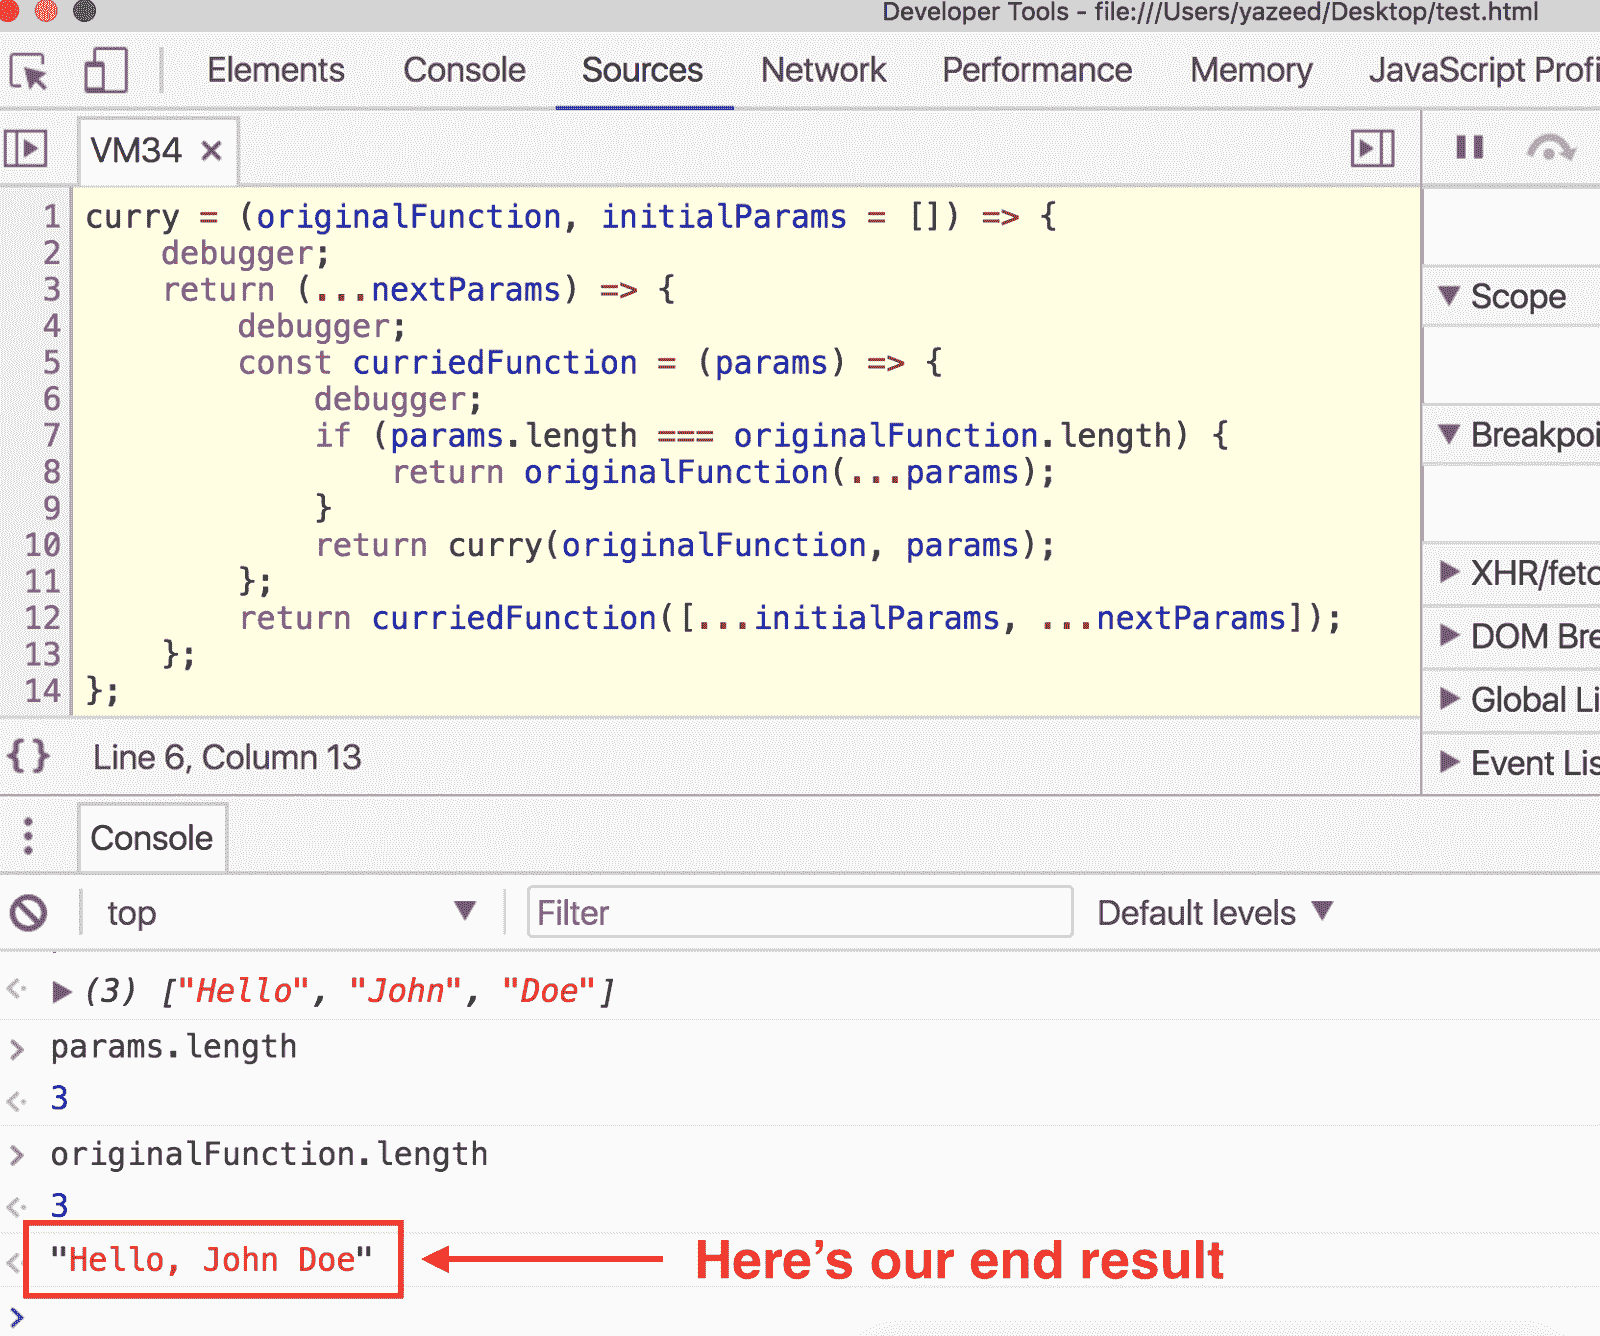 Developer Tools - file:///Users/yazeed/Desktop/test.html
Elements Console Sources Network Performance Memory JavaScript Profi
VM34 ×
1 curry = (originalFunction, initialParams = []) => {
2 debugger;
3 return (...nextParams) => {
4 debugger;
5 const curriedFunction = (params) => {
6 debugger;
7 if (params.length === originalFunction.length) {
8 return originalFunction(...params);
9 }
10 return curry(originalFunction, params);
11 };
12 return curriedFunction([...initialParams, ...nextParams]);
13 };
14 };
Scope
Breakpoi
XHR/fetc
DOM Bre
Global Li
Event Lis
{} Line 6, Column 13
Console
top Filter Default levels
(3) ["Hello", "John", "Doe"]
> params.length
3
> originalFunction.length
3
"Hello, John Doe" Here's our end result
>